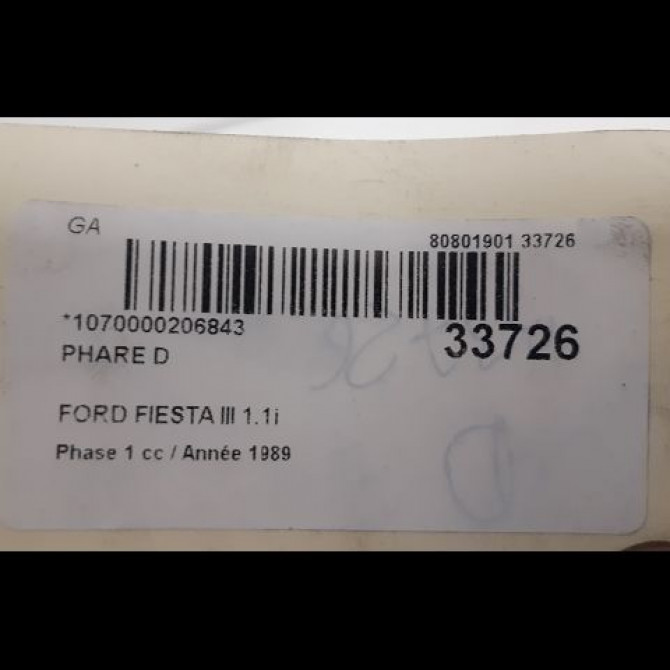 GA
80801901 33726
*1070000206843
33726
PHARE D
FORD FIESTA III 1.1i
Phase 1 cc / Année 1989
D